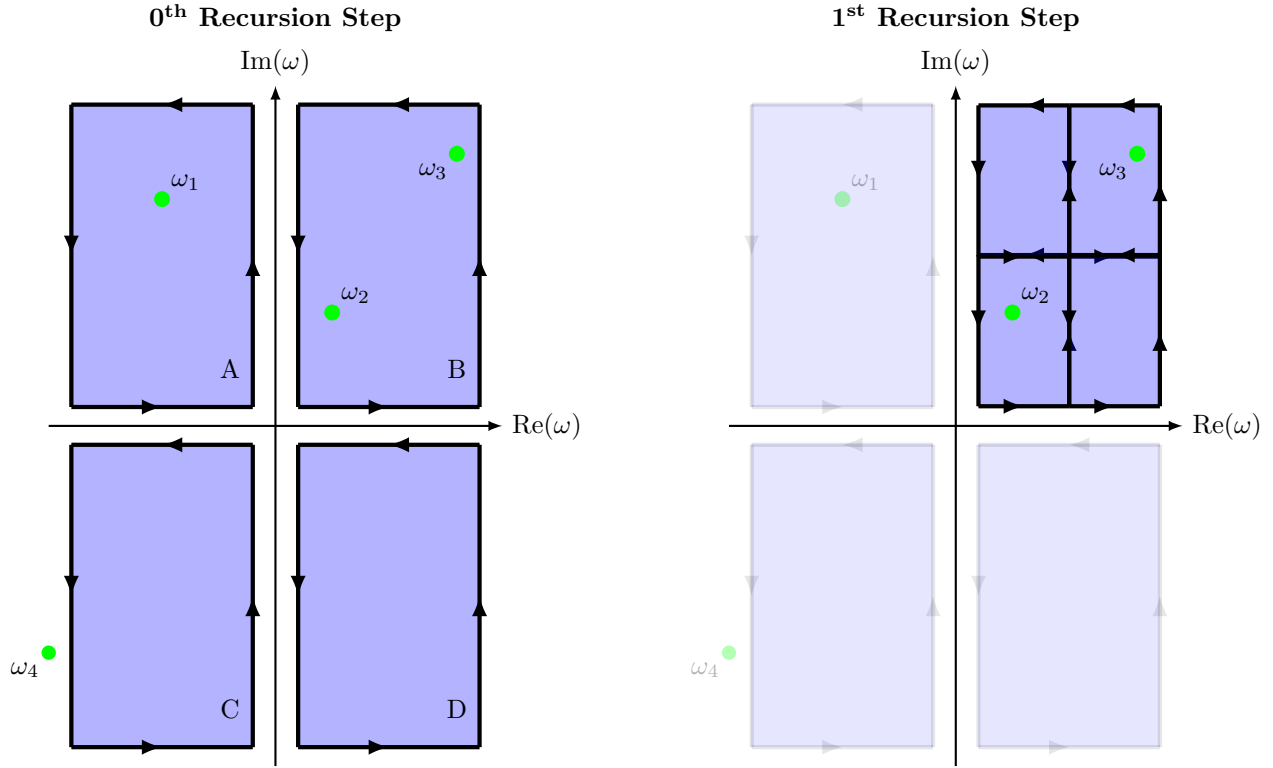 0th Recursion Step
Im(ω)
ω1
ω3
ω2
A
B
Re(ω)
ω4
C
D
1st Recursion Step
Im(ω)
ω3
ω1
ω2
Re(ω)
ω4